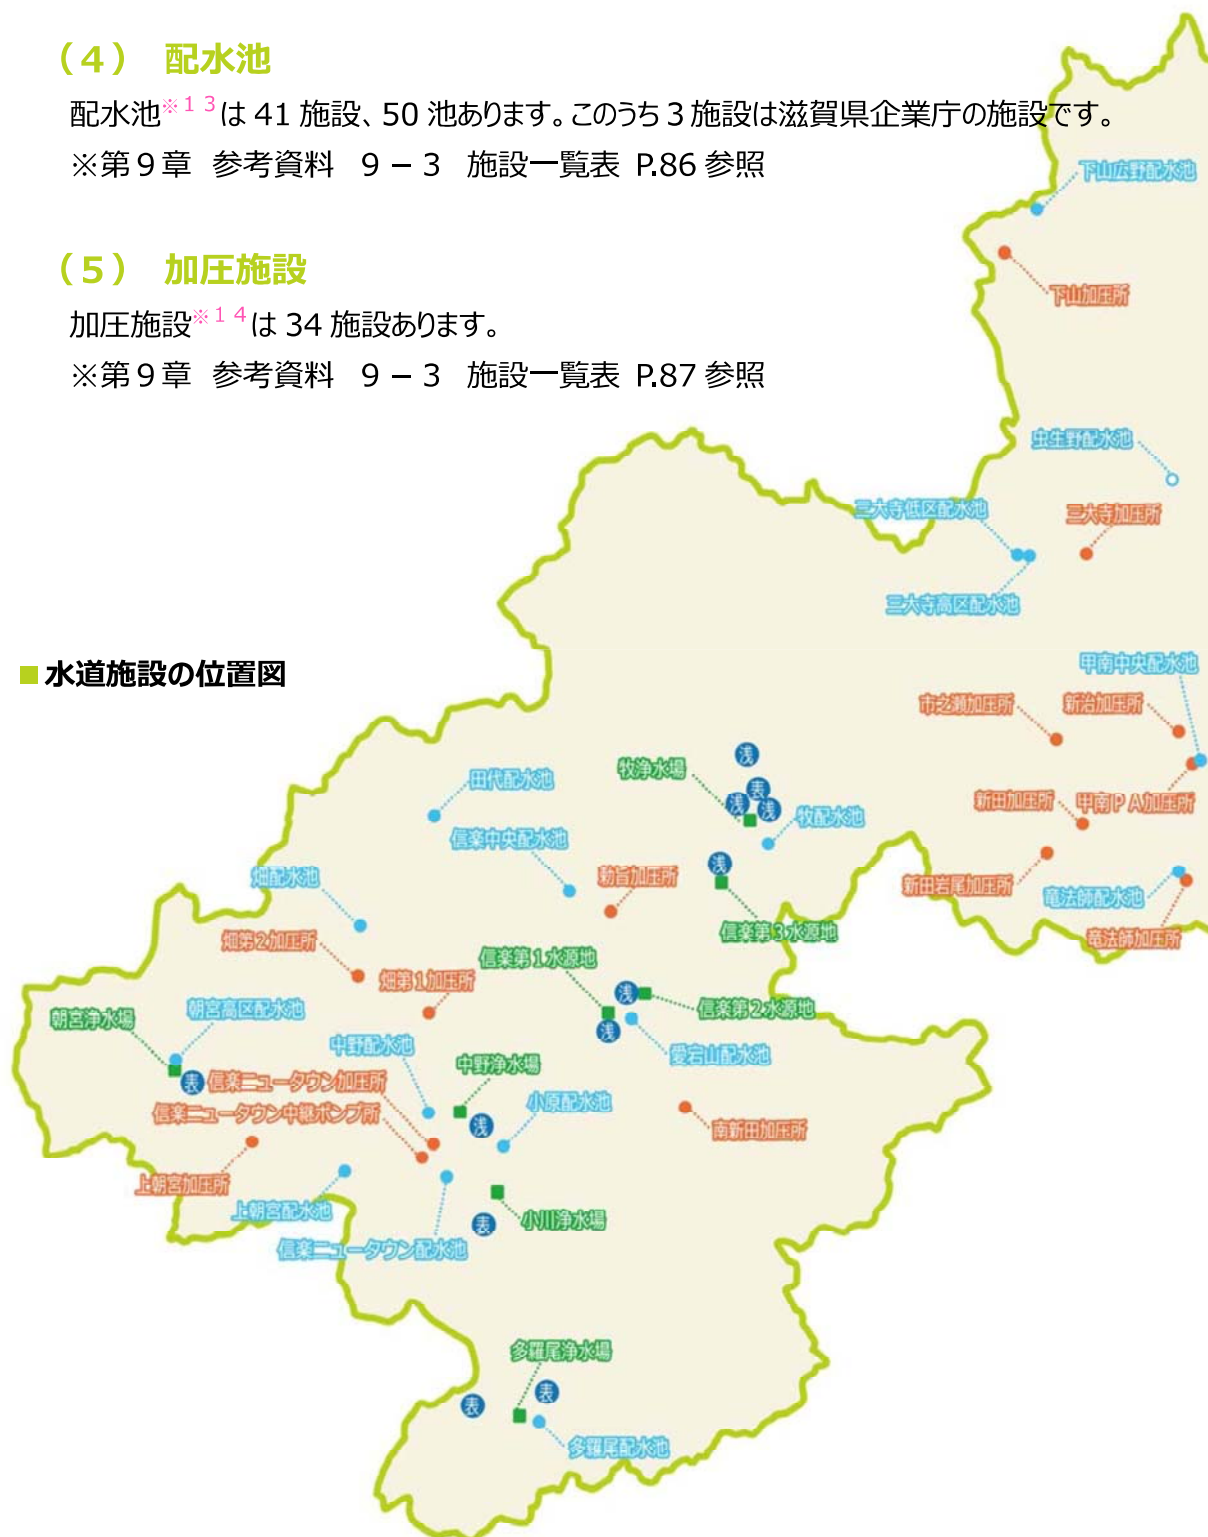 （４） 配水池
配水池※１３は 41 施設、50 池あります。このうち３施設は滋賀県企業庁の施設です。
※第９章 参考資料 ９－３ 施設一覧表 P.86 参照
（５） 加圧施設
加圧施設※１４は 34 施設あります。
※第９章 参考資料 ９－３ 施設一覧表 P.87 参照
下山広野配水池
下山加圧所
虫生野配水池
三大寺低区配水池
三大寺加圧所
三大寺高区配水池
■水道施設の位置図
甲南中央配水池
市之瀬加圧所
新治加圧所
浅
牧浄水場
田代配水池
表
浅
浅
新田加圧所
甲南ＰＡ加圧所
牧配水池
信楽中央配水池
浅
畑配水池
勅旨加圧所
新田岩尾加圧所
竜法師配水池
信楽第３水源地
竜法師加圧所
畑第２加圧所
信楽第１水源地
畑第１加圧所
浅
信楽第２水源地
朝宮高区配水池
朝宮浄水場
浅
中野配水池
愛宕山配水池
中野浄水場
表
信楽ニュータウン加圧所
小原配水池
信楽ニュータウン中継ポンプ所
浅
南新田加圧所
上朝宮加圧所
上朝宮配水池
表
小川浄水場
信楽ニュータウン配水池
多羅尾浄水場
表
表
多羅尾配水池